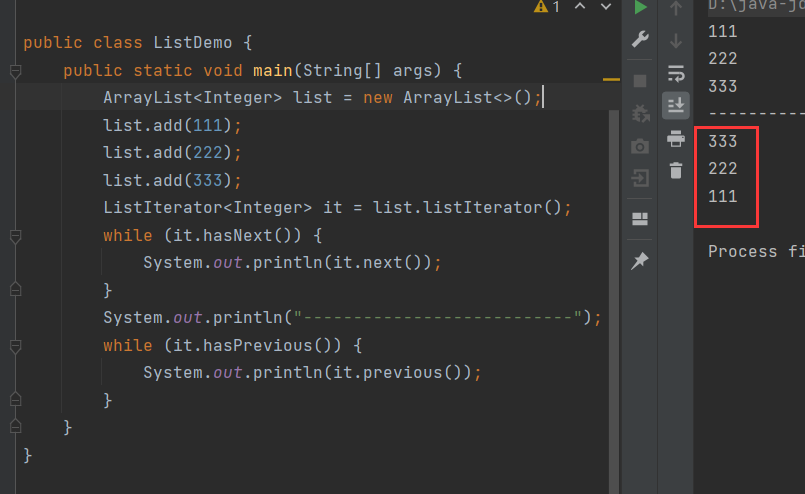 1
public class ListDemo {
public static void main(String[] args) {
ArrayList<Integer> list = new ArrayList<>();
list.add(111);
list.add(222);
list.add(333);
ListIterator<Integer> it = list.listIterator();
while (it.hasNext()) {
System.out.println(it.next());
}
System.out.println("---------------------------");
while (it.hasPrevious()) {
System.out.println(it.previous());
}
}
}
111
222
333
----------
333
222
111
Process fi